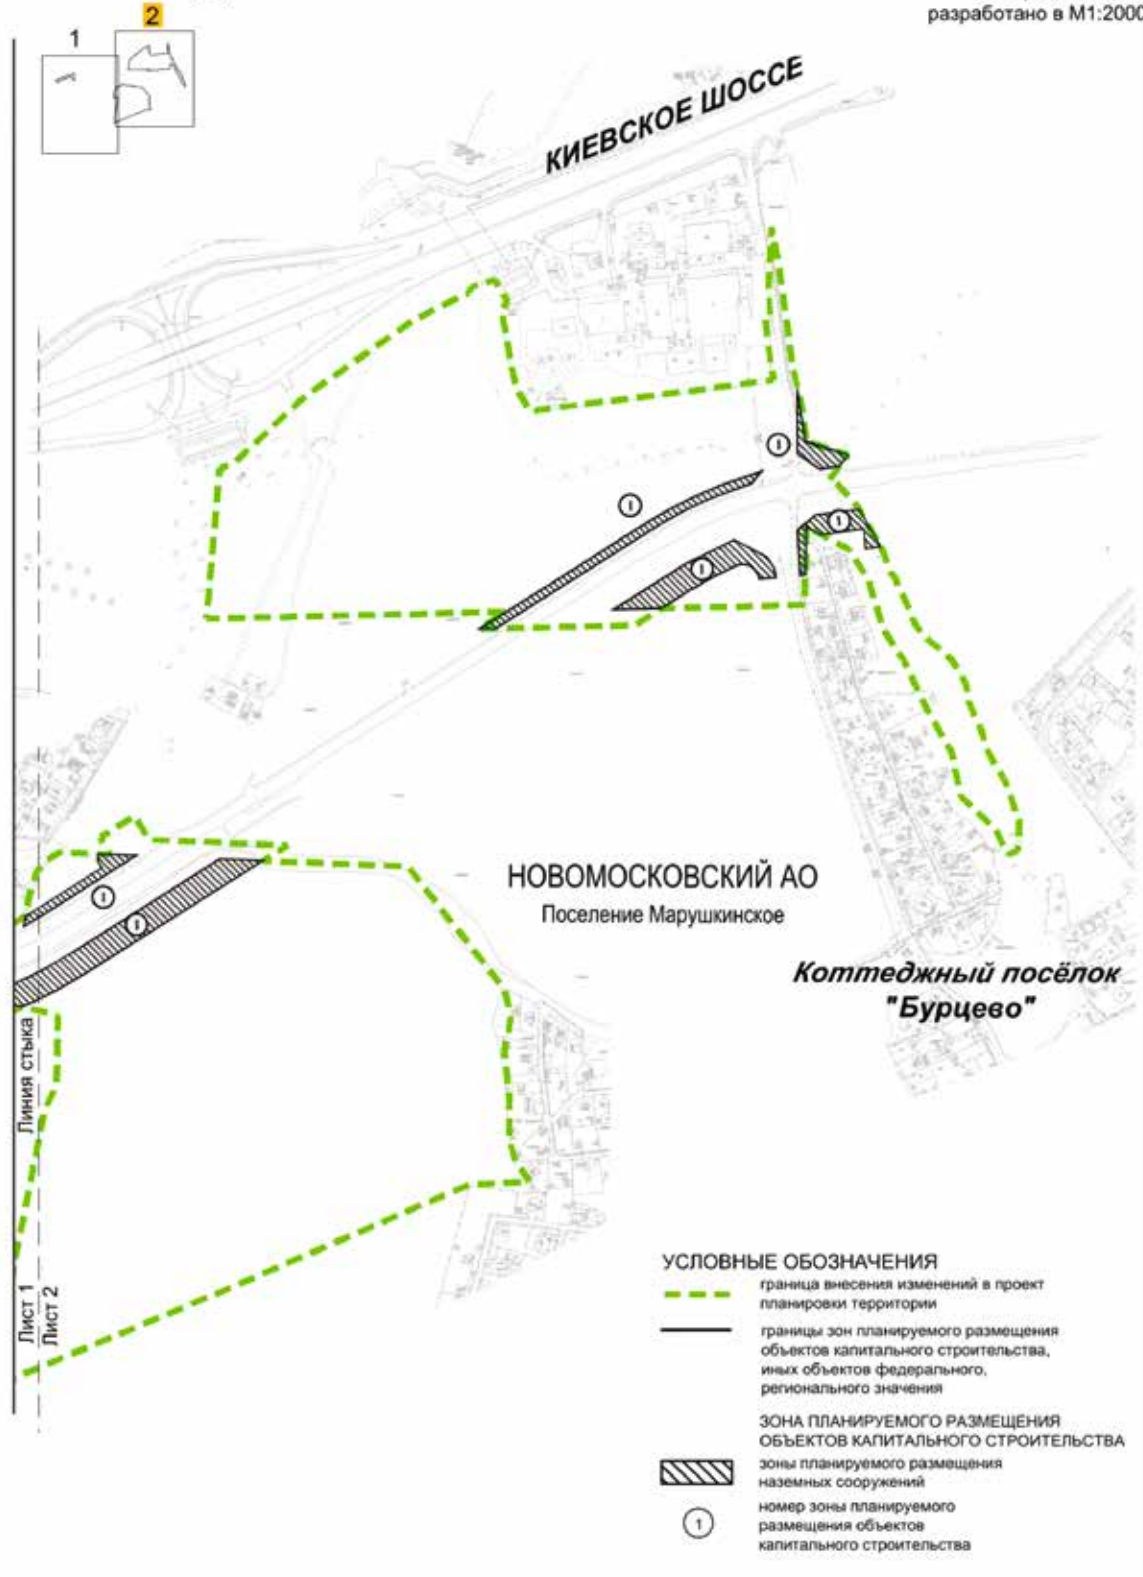 2
разработано в М1:2000
1
КИЕВСКОЕ ШОССЕ
1
1
1
1
НОВОМОСКОВСКИЙ АО
Поселение Марушкинское
1
1
Коттеджный посёлок
"Бурцево"
Линия стыка
Лист 1
Лист 2
УСЛОВНЫЕ ОБОЗНАЧЕНИЯ
граница внесения изменений в проект
планировки территории
границы зон планируемого размещения
объектов капитального строительства,
иных объектов федерального,
регионального значения
ЗОНА ПЛАНИРУЕМОГО РАЗМЕЩЕНИЯ
ОБЪЕКТОВ КАПИТАЛЬНОГО СТРОИТЕЛЬСТВА
зоны планируемого размещения
наземных сооружений
1
номер зоны планируемого
размещения объектов
капитального строительства